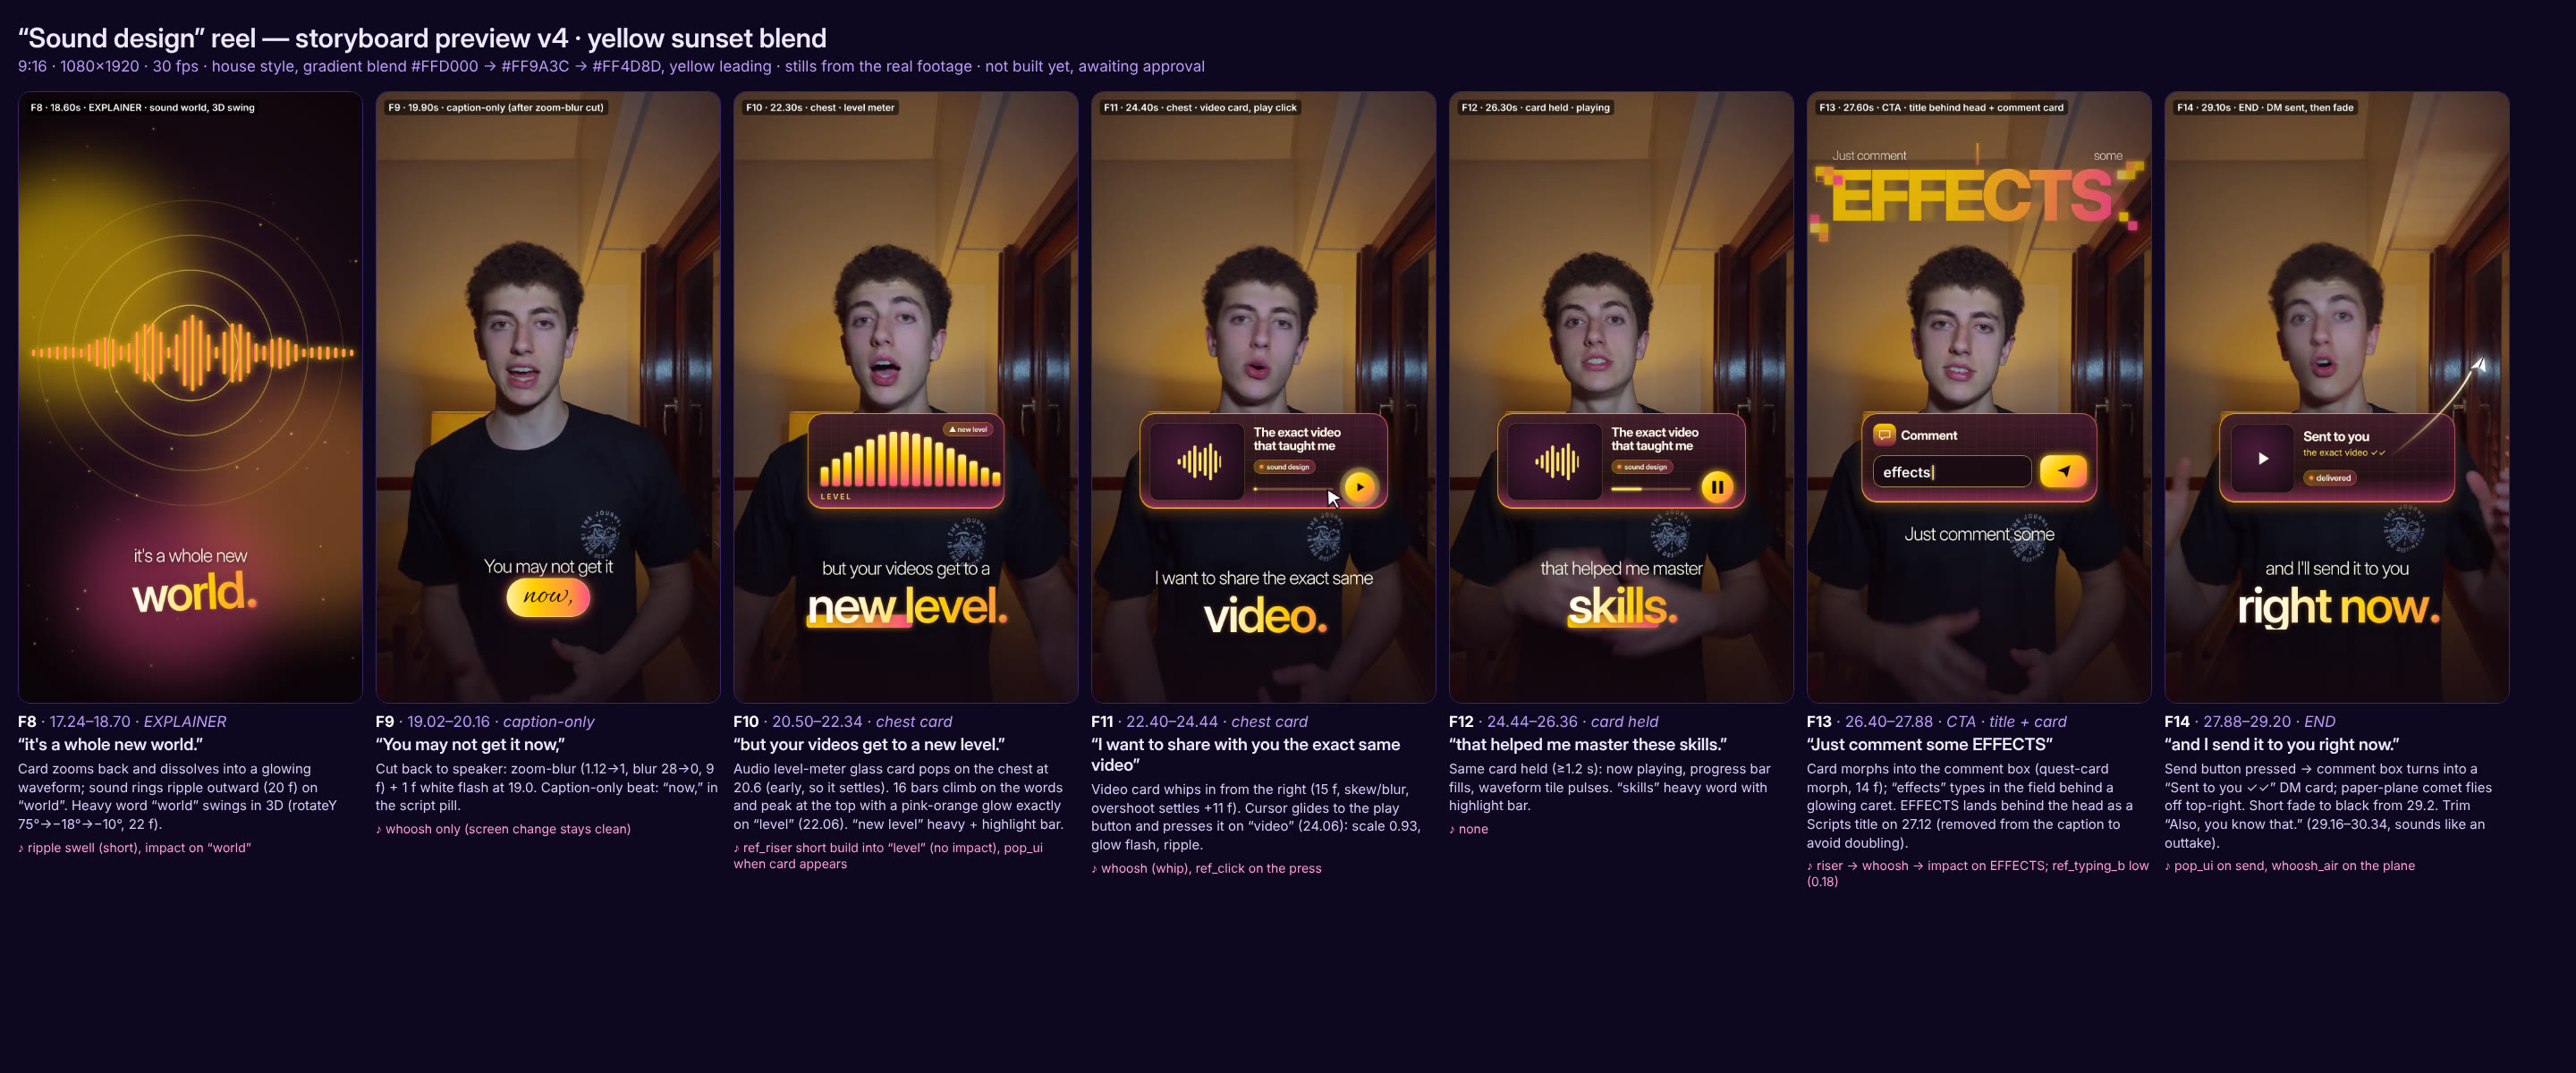 “Sound design” reel — storyboard preview v4 · yellow sunset blend
9:16 · 1080×1920 · 30 fps · house style, gradient blend #FFD000 → #FF9A3C → #FF4D8D, yellow leading · stills from the real footage · not built yet, awaiting approval
F8 · 18.60s · EXPLAINER · sound world, 3D swing
it's a whole new
world.
F8 · 17.24–18.70 · EXPLAINER
“it's a whole new world.”
Card zooms back and dissolves into a glowing
waveform; sound rings ripple outward (20 f) on
“world”. Heavy word “world” swings in 3D (rotateY
75°→−18°→−10°, 22 f).
♪ ripple swell (short), impact on “world”
F9 · 19.90s · caption-only (after zoom-blur cut)
You may not get it
now,
F9 · 19.02–20.16 · caption-only
“You may not get it now,”
Cut back to speaker: zoom-blur (1.12→1, blur 28→0, 9
f) + 1 f white flash at 19.0. Caption-only beat: “now,” in
the script pill.
♪ whoosh only (screen change stays clean)
F10 · 22.30s · chest · level meter
▲ new level
LEVEL
but your videos get to a
new level.
F10 · 20.50–22.34 · chest card
“but your videos get to a new level.”
Audio level-meter glass card pops on the chest at
20.6 (early, so it settles). 16 bars climb on the words
and peak at the top with a pink-orange glow exactly
on “level” (22.06). “new level” heavy + highlight bar.
♪ ref_riser short build into “level” (no impact), pop_ui
when card appears
F11 · 24.40s · chest · video card, play click
The exact video
that taught me
sound design
I want to share the exact same
video.
F11 · 22.40–24.44 · chest card
“I want to share with you the exact same
video”
Video card whips in from the right (15 f, skew/blur,
overshoot settles +11 f). Cursor glides to the play
button and presses it on “video” (24.06): scale 0.93,
glow flash, ripple.
♪ whoosh (whip), ref_click on the press
F12 · 26.30s · card held · playing
The exact video
that taught me
sound design
that helped me master
skills.
F12 · 24.44–26.36 · card held
“that helped me master these skills.”
Same card held (≥1.2 s): now playing, progress bar
fills, waveform tile pulses. “skills” heavy word with
highlight bar.
♪ none
F13 · 27.60s · CTA · title behind head + comment card
Just comment some
EFFECTS
Comment
effects
Just comment some
F13 · 26.40–27.88 · CTA · title + card
“Just comment some EFFECTS”
Card morphs into the comment box (quest-card
morph, 14 f); “effects” types in the field behind a
glowing caret. EFFECTS lands behind the head as a
Scripts title on 27.12 (removed from the caption to
avoid doubling).
♪ riser → whoosh → impact on EFFECTS; ref_typing_b low
(0.18)
F14 · 29.10s · END · DM sent, then fade
Sent to you
the exact video ✓✓
delivered
and I'll send it to you
right now.
F14 · 27.88–29.20 · END
“and I send it to you right now.”
Send button pressed → comment box turns into a
“Sent to you ✓✓” DM card; paper-plane comet flies
off top-right. Short fade to black from 29.2. Trim
“Also, you know that.” (29.16–30.34, sounds like an
outtake).
♪ pop_ui on send, whoosh_air on the plane